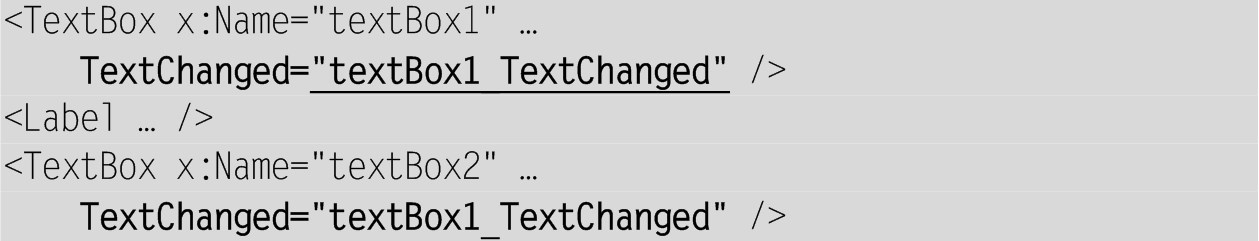 <TextBox x:Name="textBox1" …
    TextChanged="textBox1_TextChanged" />
<Label … />
<TextBox x:Name="textBox2" …
    TextChanged="textBox1_TextChanged" />